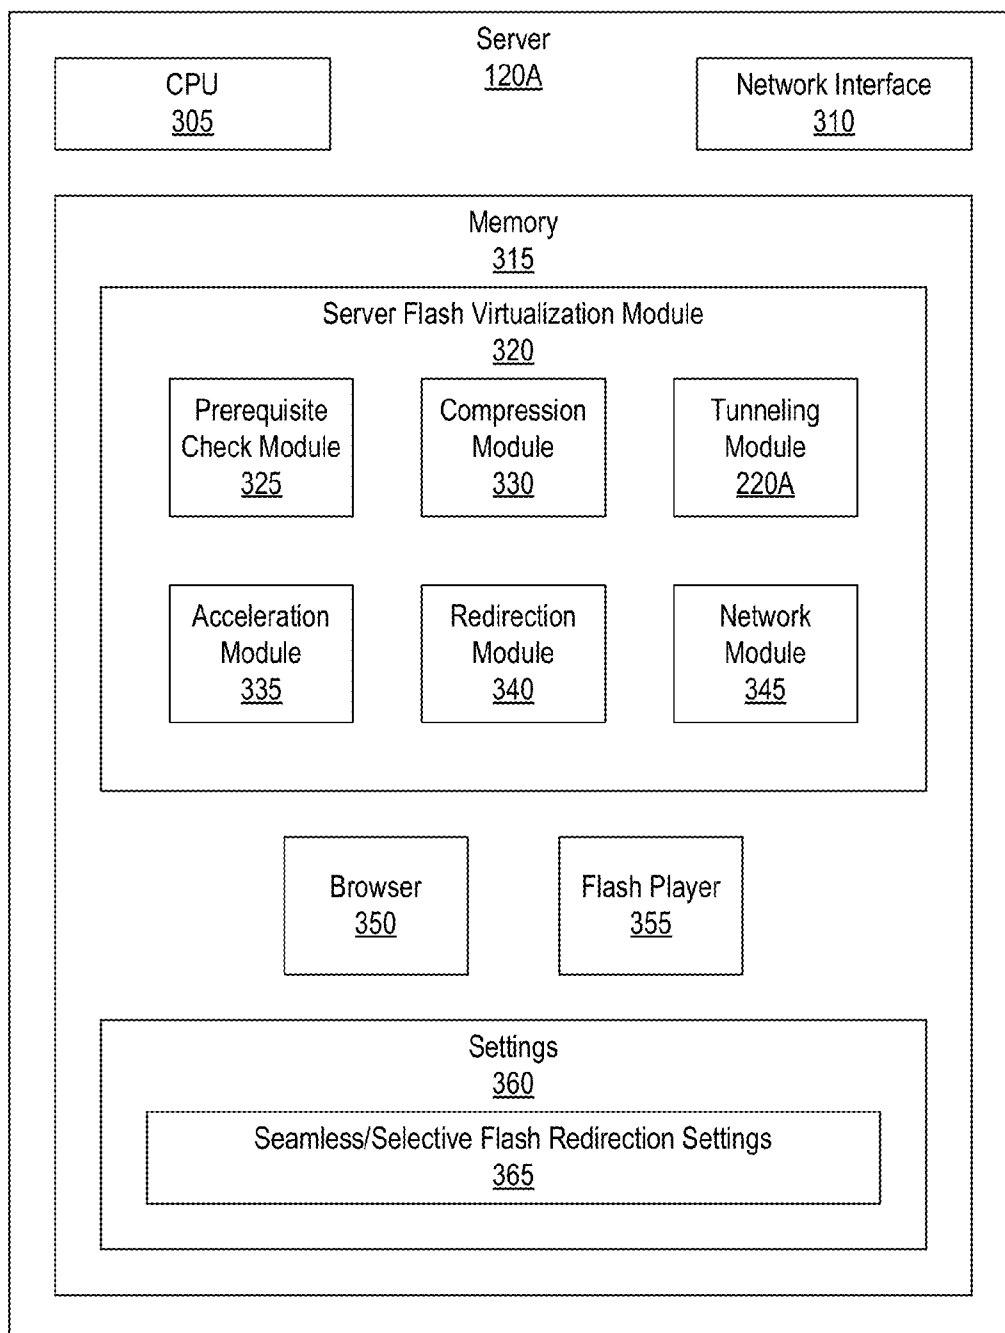 Server
120A
CPU
305
Network Interface
310
Memory
315
Server Flash Virtualization Module
320
Prerequisite
Check Module
325
Compression
Module
330
Tunneling
Module
220A
Acceleration
Module
335
Redirection
Module
340
Network
Module
345
Browser
350
Flash Player
355
Settings
360
Seamless/Selective Flash Redirection Settings
365